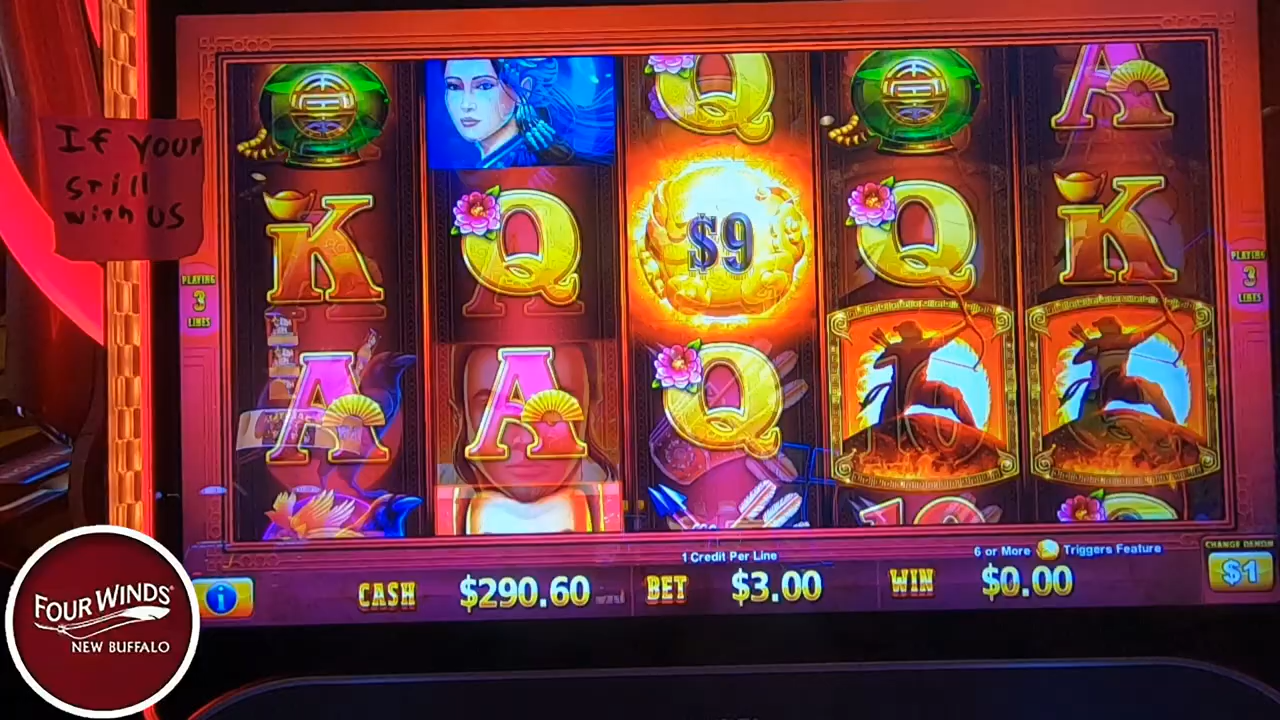 Q
A
If your
still
with US
K
Q
$9
Q
K
PLAYING
3
LINES
PLAYING
3
LINES
A
A
Q
10
1 Credit Per Line
6 or More Triggers Feature
CHANGE DENOM
$1
CASH $290.60
BET $3.00
WIN $0.00
i
FOUR WINDS®
NEW BUFFALO